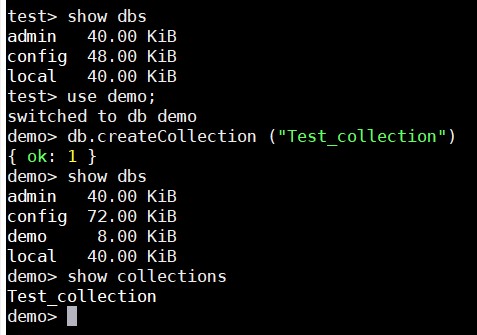 test> show dbs
admin   40.00 KiB
config  48.00 KiB
local   40.00 KiB
test> use demo;
switched to db demo
demo> db.createCollection ("Test_collection")
{ ok: 1 }
demo> show dbs
admin   40.00 KiB
config  72.00 KiB
demo     8.00 KiB
local   40.00 KiB
demo> show collections
Test_collection
demo>